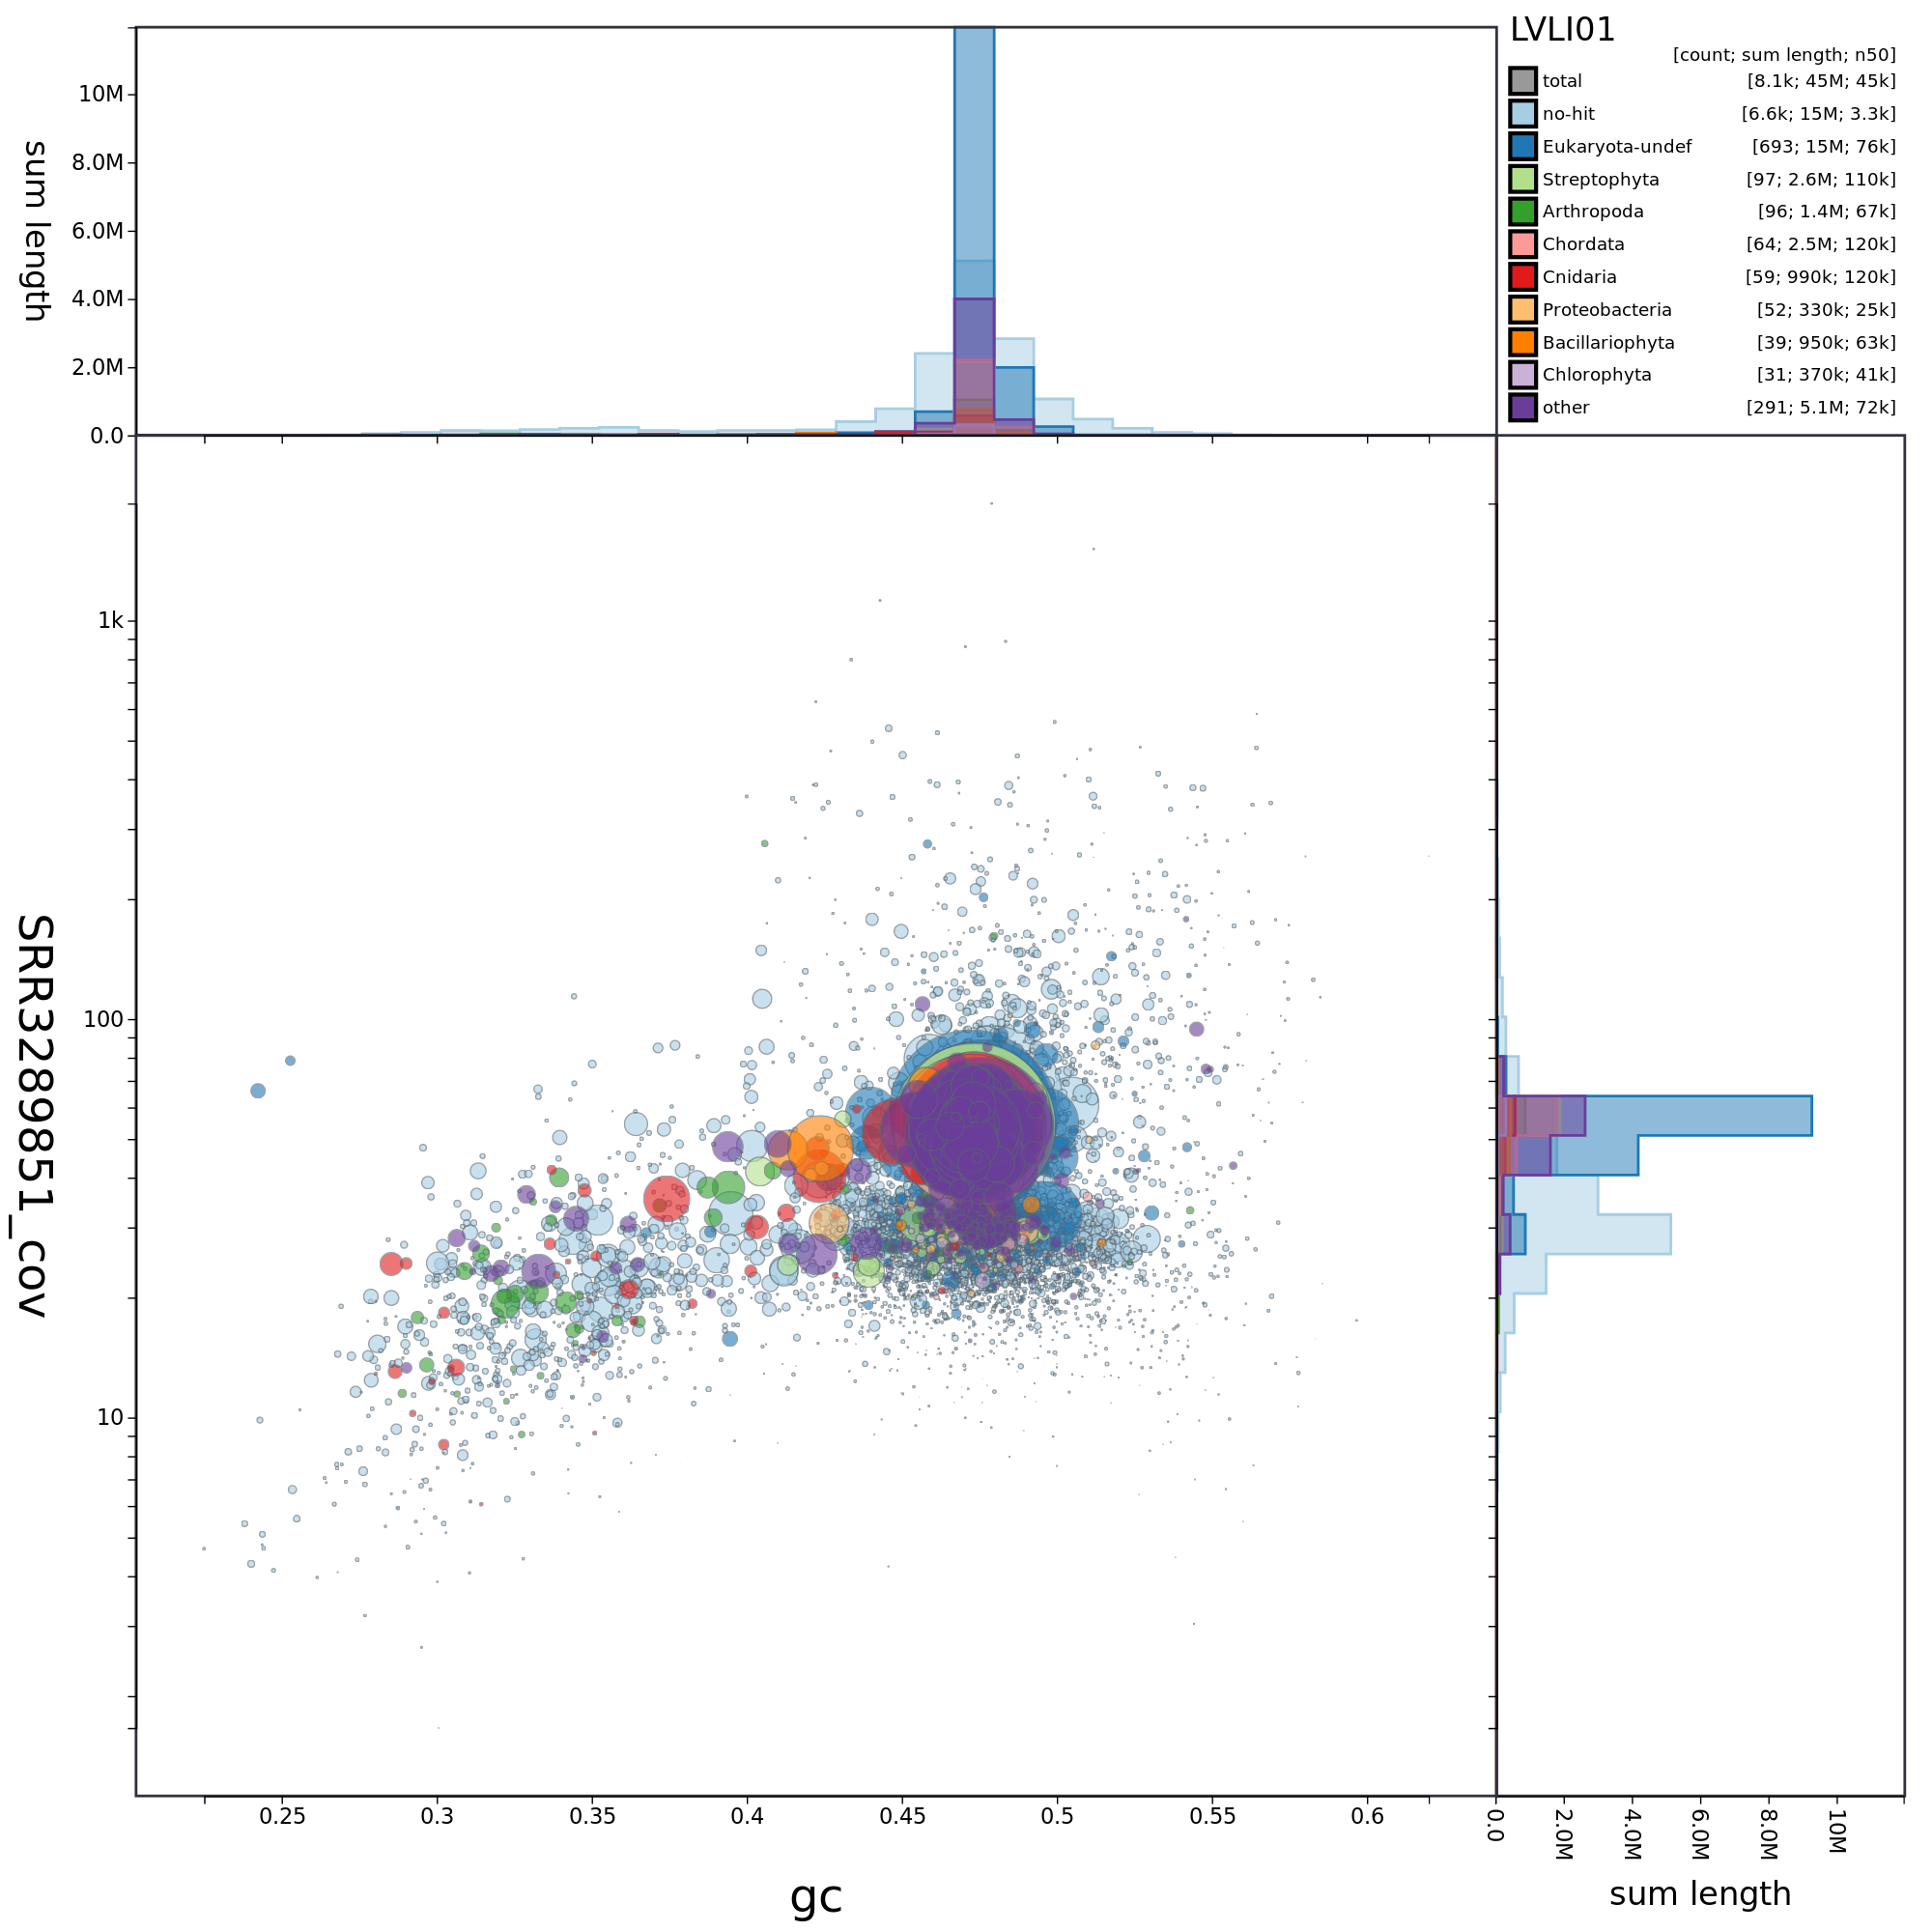 LVLI01
[count; sum length; n50]
total [8.1k; 45M; 45k]
no-hit [6.6k; 15M; 3.3k]
Eukaryota-undef [693; 15M; 76k]
Streptophyta [97; 2.6M; 110k]
Arthropoda [96; 1.4M; 67k]
Chordata [64; 2.5M; 120k]
Cnidaria [59; 990k; 120k]
Proteobacteria [52; 330k; 25k]
Bacillariophyta [39; 950k; 63k]
Chlorophyta [31; 370k; 41k]
other [291; 5.1M; 72k]
sum length
10M
8.0M
6.0M
4.0M
2.0M
0.0
SRR3289851_cov
1k
100
10
0.25 0.3 0.35 0.4 0.45 0.5 0.55 0.6
gc
0.0 2.0M 4.0M 6.0M 8.0M 10M
sum length